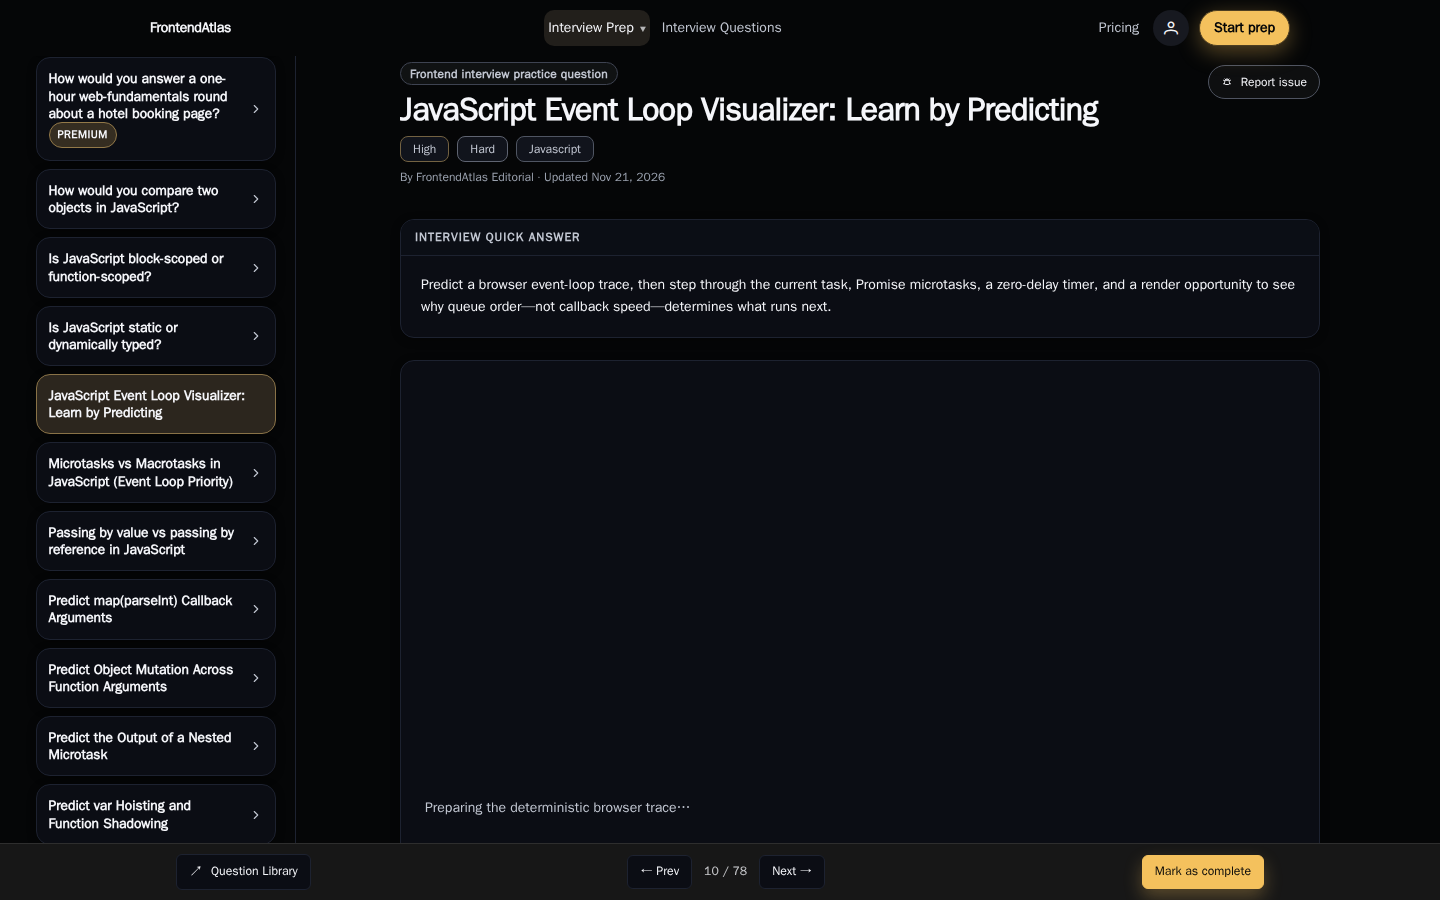 FrontendAtlas
Interview Prep ▾
Interview Questions
Pricing
Start prep
How would you answer a one-
hour web-fundamentals round
about a hotel booking page?
PREMIUM
How would you compare two
objects in JavaScript?
Is JavaScript block-scoped or
function-scoped?
Is JavaScript static or
dynamically typed?
JavaScript Event Loop Visualizer:
Learn by Predicting
Microtasks vs Macrotasks in
JavaScript (Event Loop Priority)
Passing by value vs passing by
reference in JavaScript
Predict map(parseInt) Callback
Arguments
Predict Object Mutation Across
Function Arguments
Predict the Output of a Nested
Microtask
Predict var Hoisting and
Function Shadowing
Frontend interview practice question
Report issue
JavaScript Event Loop Visualizer: Learn by Predicting
High
Hard
Javascript
By FrontendAtlas Editorial · Updated Nov 21, 2026
INTERVIEW QUICK ANSWER
Predict a browser event-loop trace, then step through the current task, Promise microtasks, a zero-delay timer, and a render opportunity to see
why queue order—not callback speed—determines what runs next.
Preparing the deterministic browser trace…
Question Library
← Prev
10 / 78
Next →
Mark as complete